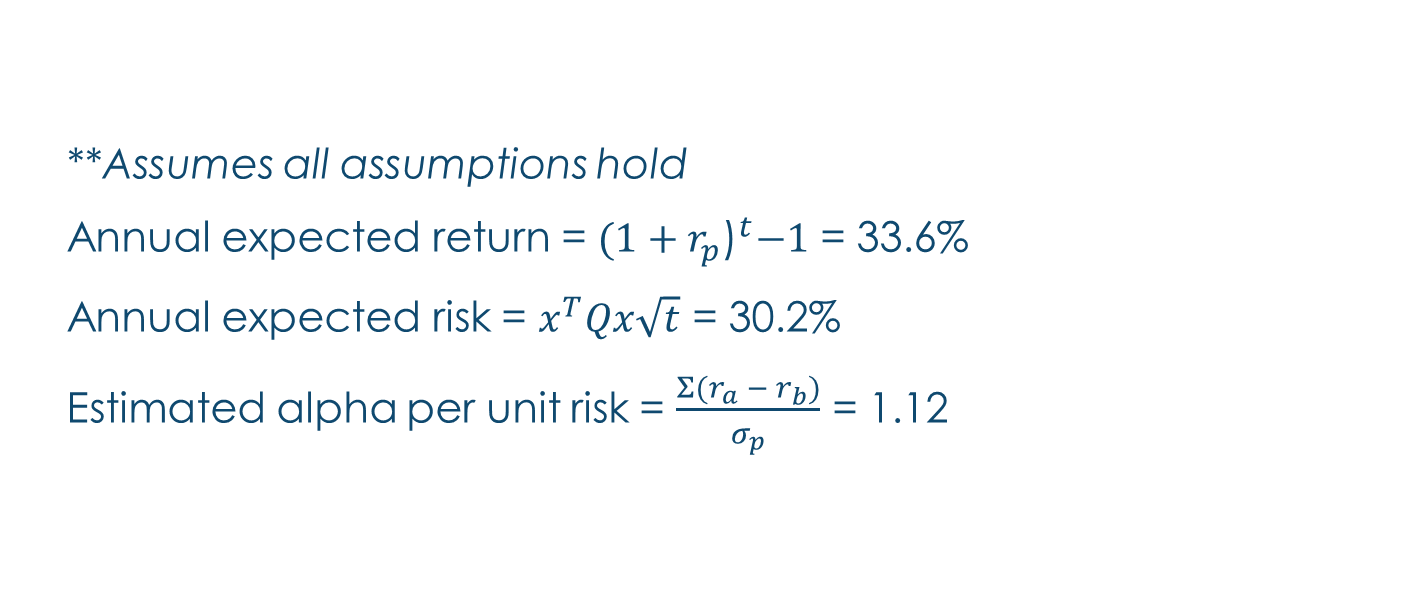 **Assumes all assumptions hold
Annual expected return = (1 + r_p)^t−1 = 33.6%
Annual expected risk = x^T Qx√t = 30.2%
Estimated alpha per unit risk = Σ(r_a − r_b)/σ_p = 1.12